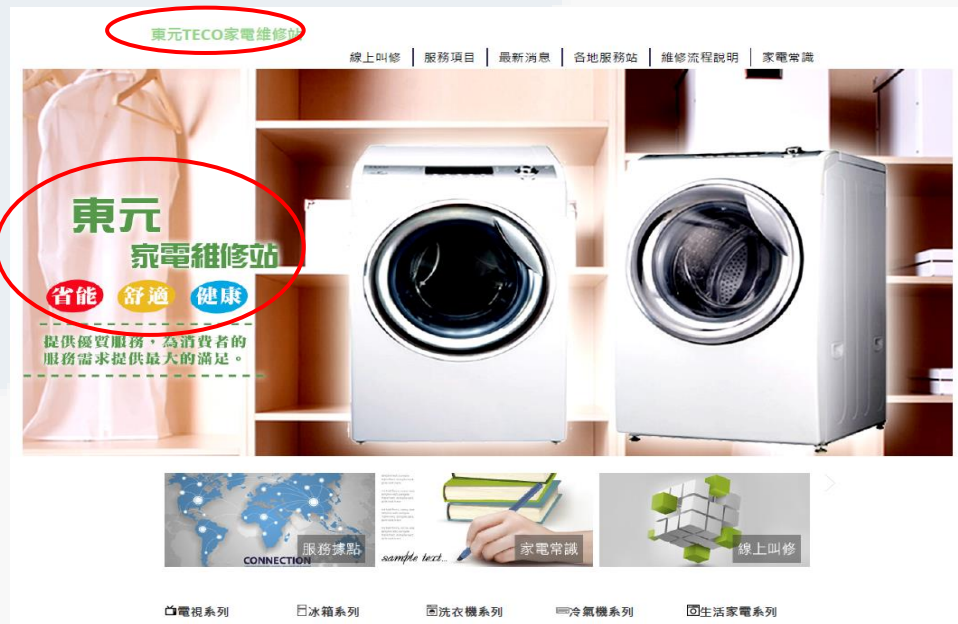 東元TECO家電維修站
線上叫修 | 服務項目 | 最新消息 | 各地服務站 | 維修流程說明 | 家電常識
東元
家電維修站
省能 舒適 健康
提供優質服務，為消費者的
服務需求提供最大的滿足。
CONNECTION
服務據點
sample text...
家電常識
線上叫修
電視系列 冰箱系列 洗衣機系列 冷氣機系列 生活家電系列